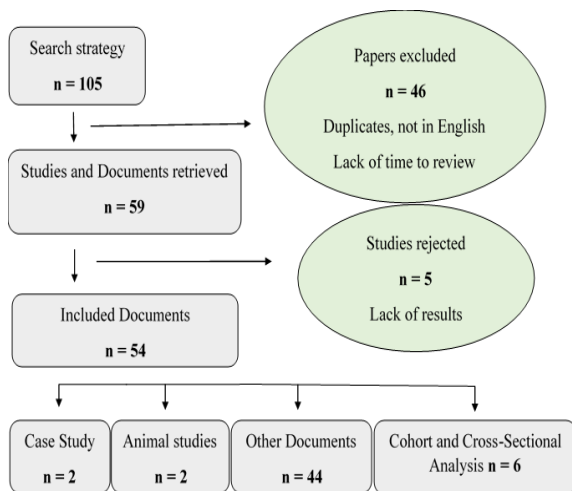 Search strategy
n = 105
Papers excluded
n = 46
Duplicates, not in English
Lack of time to review
Studies and Documents retrieved
n = 59
Studies rejected
n = 5
Lack of results
Included Documents
n = 54
Case Study
n = 2
Animal studies
n = 2
Other Documents
n = 44
Cohort and Cross-Sectional
Analysis n = 6